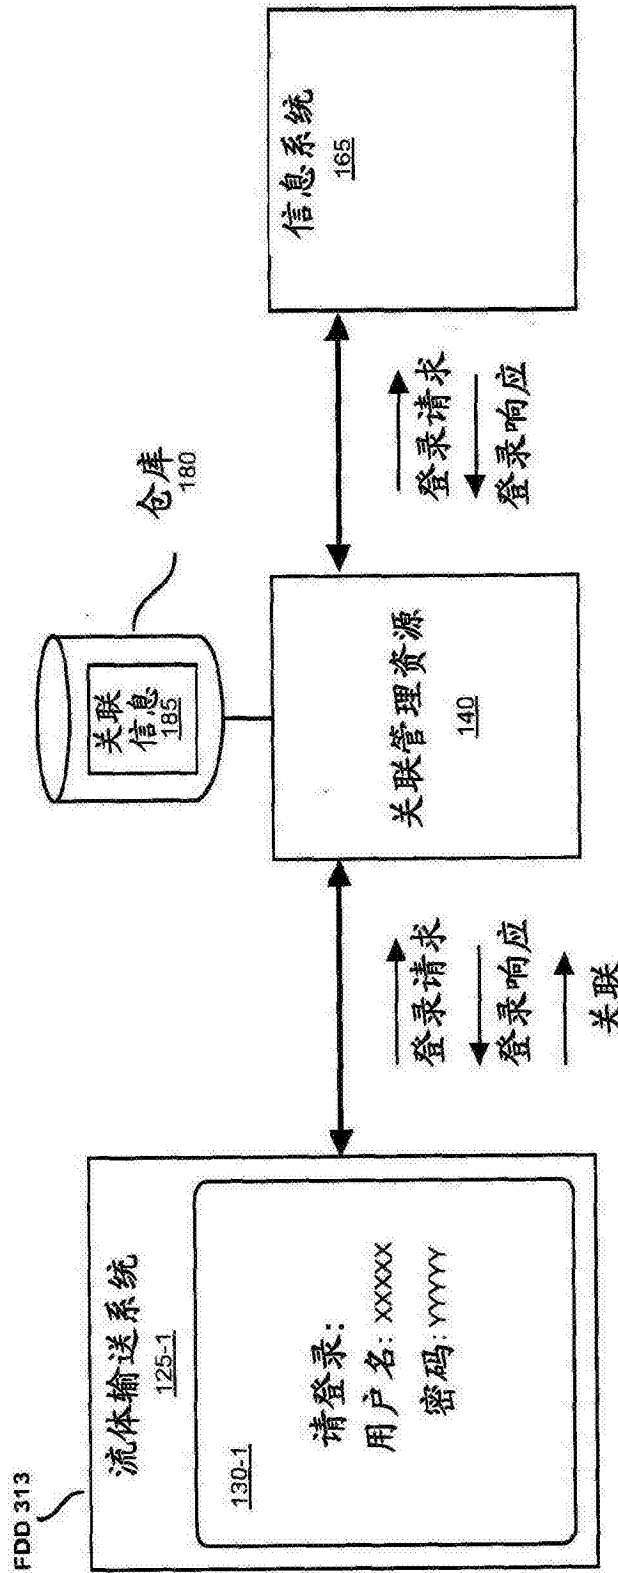 FDD 313
流体输送系统
125-1
130-1
请登录:
用户名: XXXXX
密码: YYYYY
登录请求
登录响应
关联
仓库
180
关联
信息
185
关联管理资源
140
登录请求
登录响应
信息系统
165